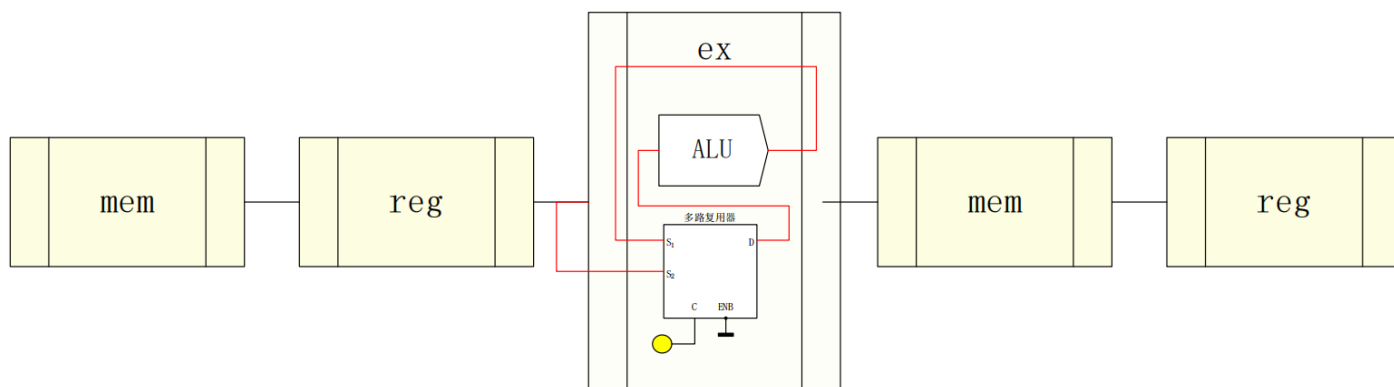 ex
ALU
mem
reg
mem
reg
多路复用器
S₁
D
S₂
C
ENB